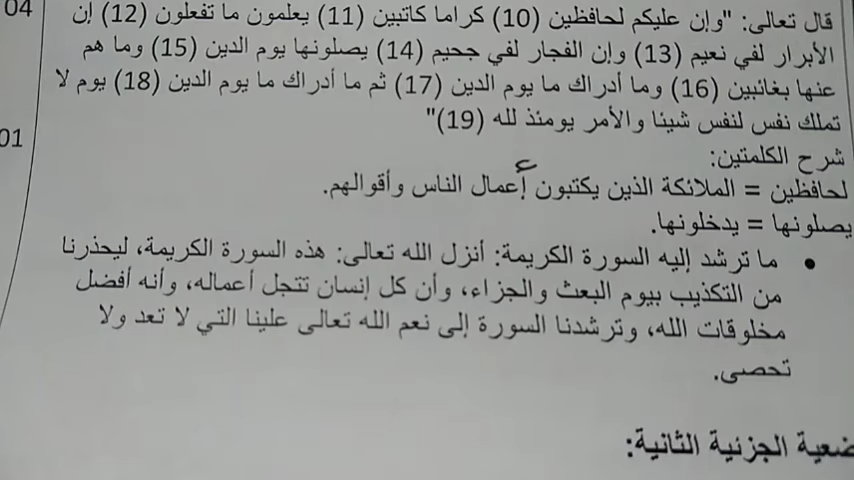 04
قال تعالى: "وإن عليكم لحافظين (10) كراما كاتبين (11) يعلمون ما تفعلون (12) إن
الأبرار لفي نعيم (13) وإن الفجار لفي جحيم (14) يصلونها يوم الدين (15) وما هم
عنها بغائبين (16) وما أدراك ما يوم الدين (17) ثم ما أدراك ما يوم الدين (18) يوم لا
تملك نفس لنفس شيئا والأمر يومئذ لله (19)"
01
شرح الكلمتين:
لحافظين = الملائكة الذين يكتبون أعمال الناس وأقوالهم.
يصلونها = يدخلونها.
• ما ترشد إليه السورة الكريمة: أنزل الله تعالى: هذه السورة الكريمة، ليحذرنا
من التكذيب بيوم البعث والجزاء، وأن كل إنسان تتجل أعماله، وأنه أفضل
مخلوقات الله، وترشدنا السورة إلى نعم الله تعالى علينا التي لا تعد ولا
تحصى.
ضعية الجزئية الثانية: